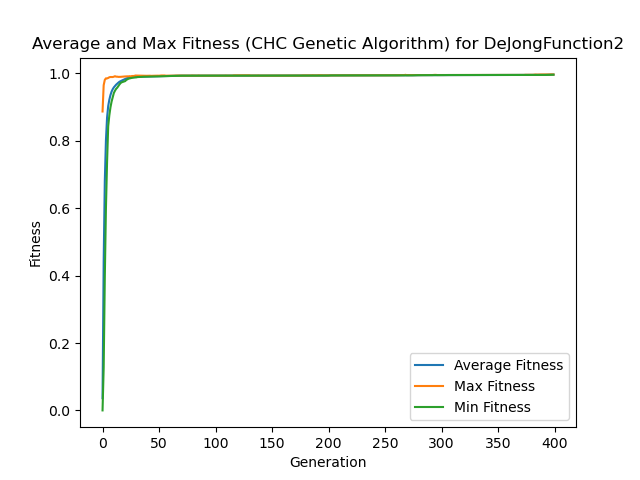 Average and Max Fitness (CHC Genetic Algorithm) for DeJongFunction2
1.0
0.8
0.6
0.4
0.2
0.0
Fitness
0 50 100 150 200 250 300 350 400
Generation
Average Fitness
Max Fitness
Min Fitness